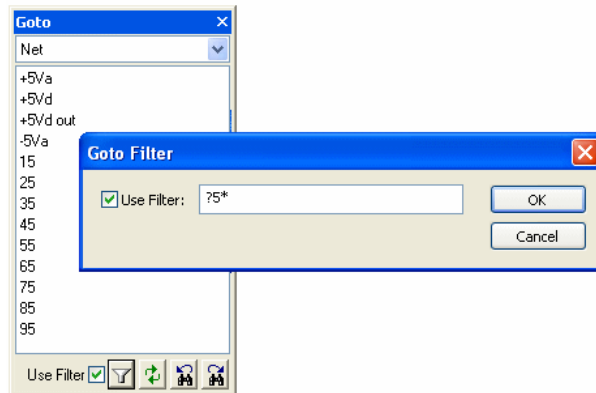 Goto
Net
+5Va
+5Vd
+5Vd out
-5Va
15
25
35
45
55
65
75
85
95
Use Filter
Goto Filter
Use Filter:
?5*
OK
Cancel